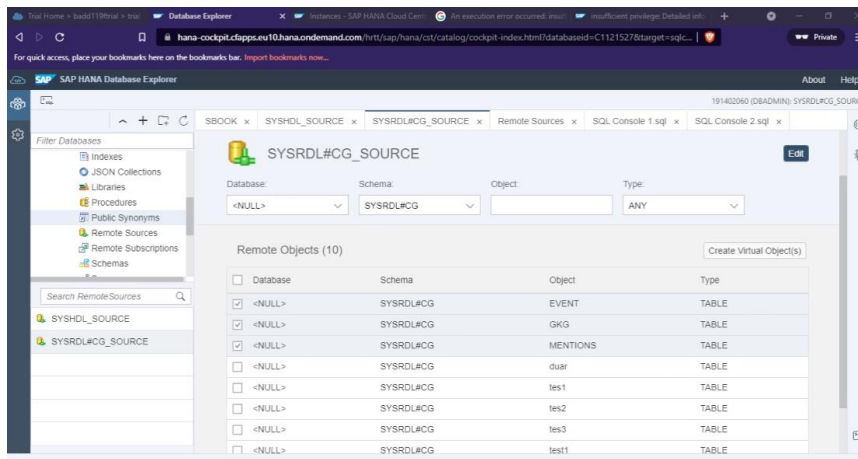 Trial Home > badd119ftrial > trial
Database Explorer
Instances - SAP HANA Cloud Cent
An execution error occurred: insuf
insufficient privilege: Detailed info
hana-cockpit.cfapps.eu10.hana.ondemand.com/hrtt/sap/hana/cst/catalog/cockpit-index.html?databaseid=C1121527&target=sqlc...
Private
For quick access, place your bookmarks here on the bookmarks bar. Import bookmarks now...
SAP SAP HANA Database Explorer
About Help
191402060 (DBADMIN): SYSRDL#CG_SOUR
SBOOK x SYSHDL_SOURCE x SYSRDL#CG_SOURCE x Remote Sources x SQL Console 1.sql x SQL Console 2.sql x
Filter Databases
Indexes
JSON Collections
Libraries
Procedures
Public Synonyms
Remote Sources
Remote Subscriptions
Schemas
Search RemoteSources
SYSHDL_SOURCE
SYSRDL#CG_SOURCE
SYSRDL#CG_SOURCE
Edit
Database: Schema: Object: Type:
<NULL> SYSRDL#CG ANY
Remote Objects (10)
Create Virtual Object(s)
Database Schema Object Type
<NULL> SYSRDL#CG EVENT TABLE
<NULL> SYSRDL#CG GKG TABLE
<NULL> SYSRDL#CG MENTIONS TABLE
<NULL> SYSRDL#CG duar TABLE
<NULL> SYSRDL#CG tes1 TABLE
<NULL> SYSRDL#CG tes2 TABLE
<NULL> SYSRDL#CG tes3 TABLE
<NULL> SYSRDL#CG test1 TABLE